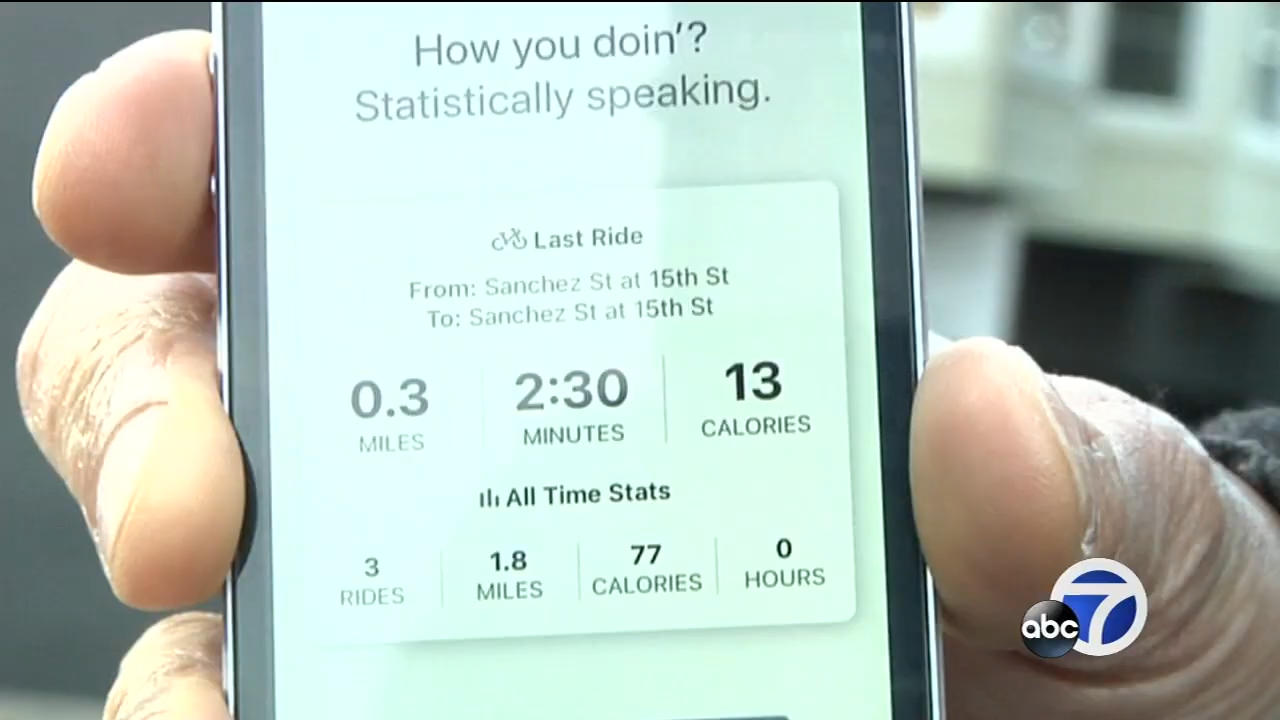 How you doin'?
Statistically speaking.
Last Ride
From: Sanchez St at 15th St
To: Sanchez St at 15th St
0.3 2:30 13
MILES MINUTES CALORIES
All Time Stats
3 1.8 77 0
RIDES MILES CALORIES HOURS
abc 7